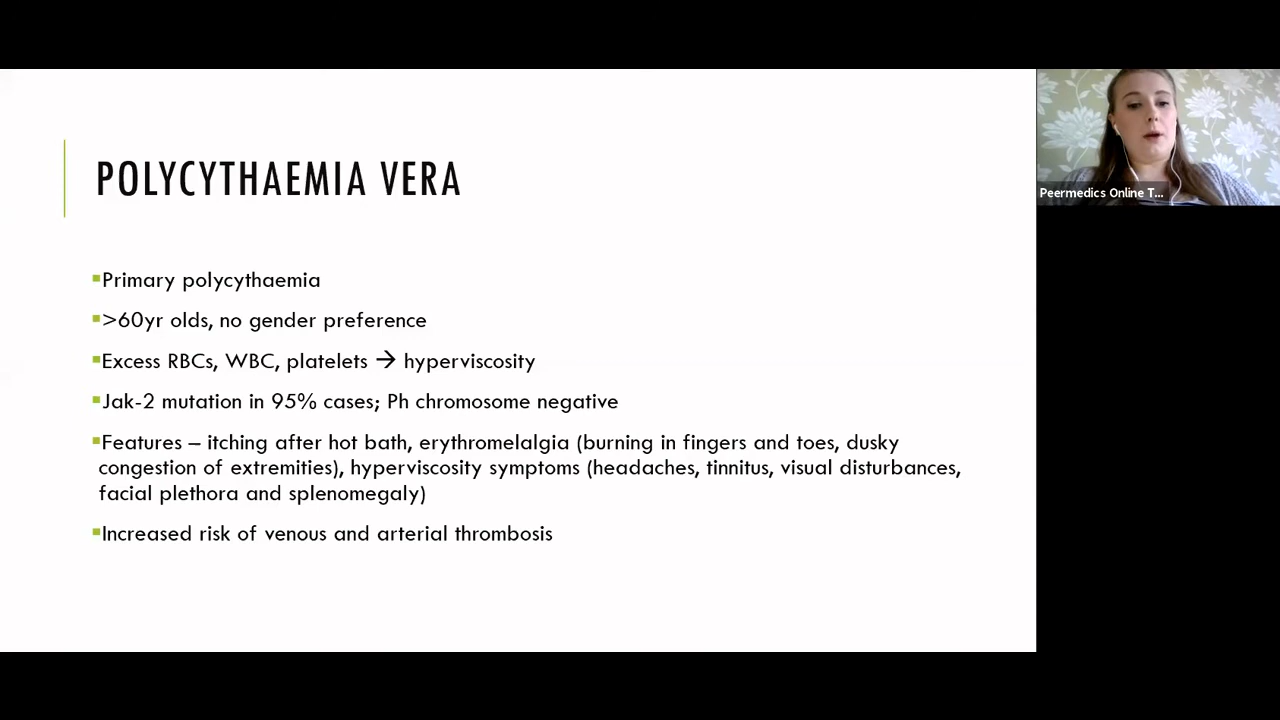 POLYCYTHAEMIA VERA
▪Primary polycythaemia
▪>60yr olds, no gender preference
▪Excess RBCs, WBC, platelets → hyperviscosity
▪Jak-2 mutation in 95% cases; Ph chromosome negative
▪Features – itching after hot bath, erythromelalgia (burning in fingers and toes, dusky
congestion of extremities), hyperviscosity symptoms (headaches, tinnitus, visual disturbances,
facial plethora and splenomegaly)
▪Increased risk of venous and arterial thrombosis
Peermedics Online T...